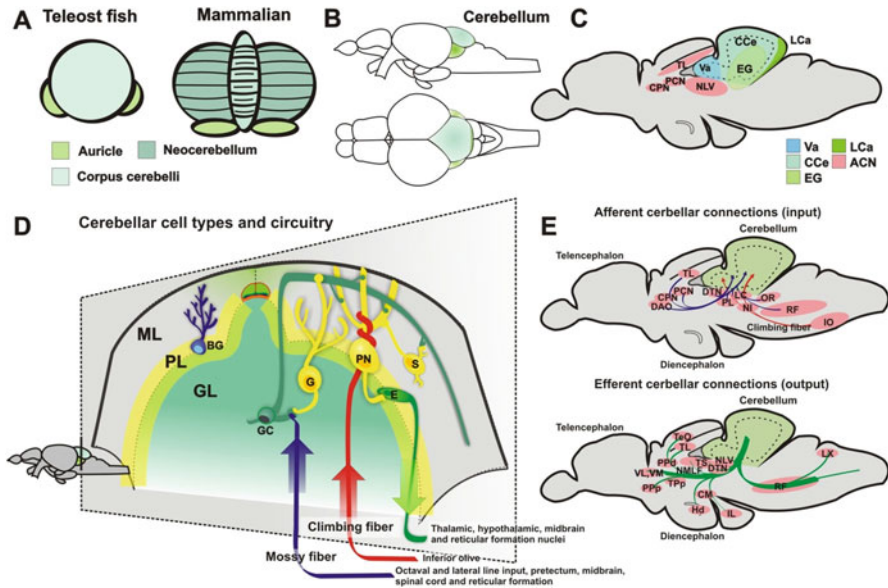 A
Teleost fish
Mammalian
Auricle
Neocerebellum
Corpus cerebelli
B
Cerebellum
C
CCe
LCa
TL
Va
EG
PCN
CPN
NLV
Va
LCa
CCe
ACN
EG
D
Cerebellar cell types and circuitry
ML
BG
PL
GL
PN
S
G
E
GC
Climbing fiber
Mossy fiber
Thalamic, hypothalamic, midbrain
and reticular formation nuclei
Inferior olive
Octaval and lateral line input, pretectum, midbrain,
spinal cord and reticular formation
E
Afferent cerbellar connections (input)
Cerebellum
Telencephalon
TL
PCN
DTN
LC
CPN
PL
OR
DAO
NI
RF
Climbing fiber
IO
Diencephalon
Efferent cerbellar connections (output)
Cerebellum
Telencephalon
TeO
TL
LX
PPd
TS
NLV
VL,VM
NMLF
DTN
PPp
TPp
CM
RF
Hd
IL
Diencephalon